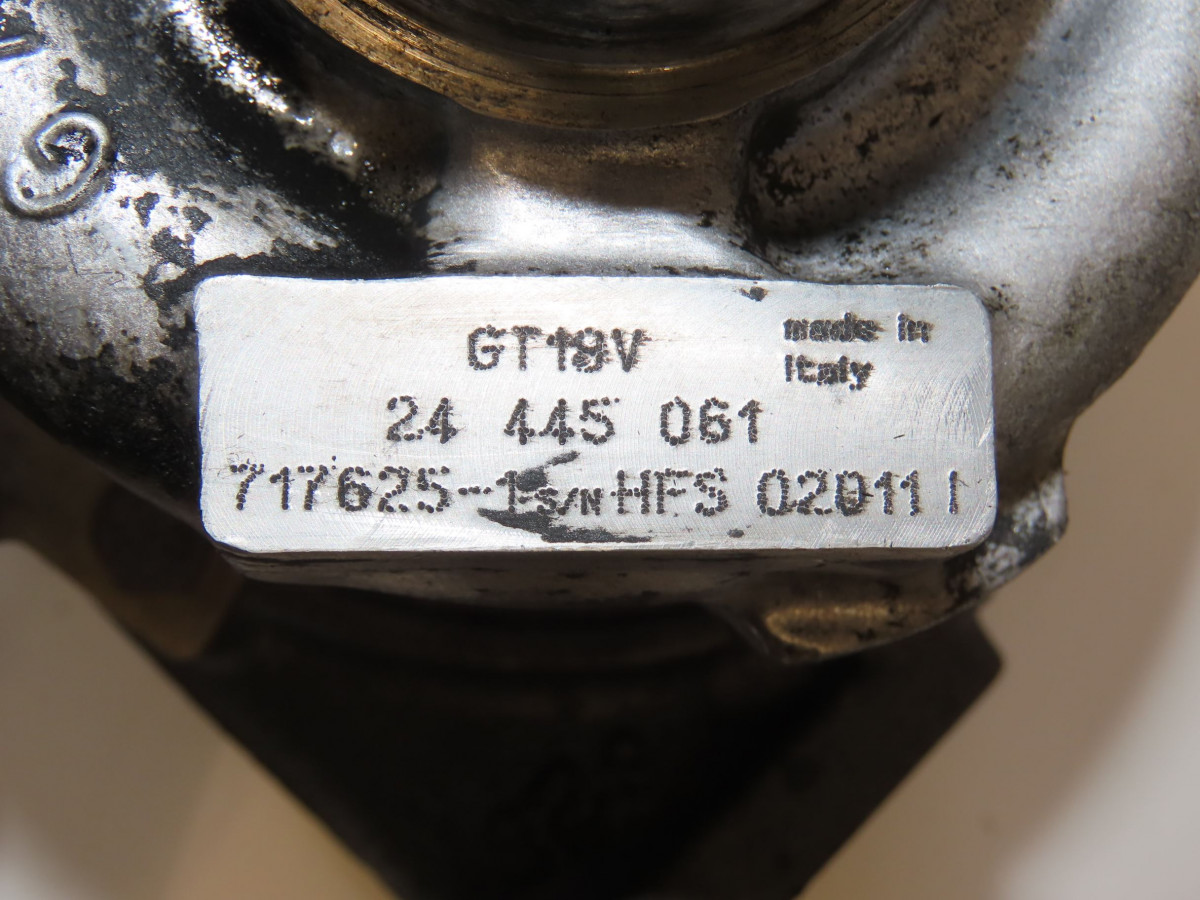 GT19V
made in
Italy
24 445 061
717625-1 S/N HFS 02011 I